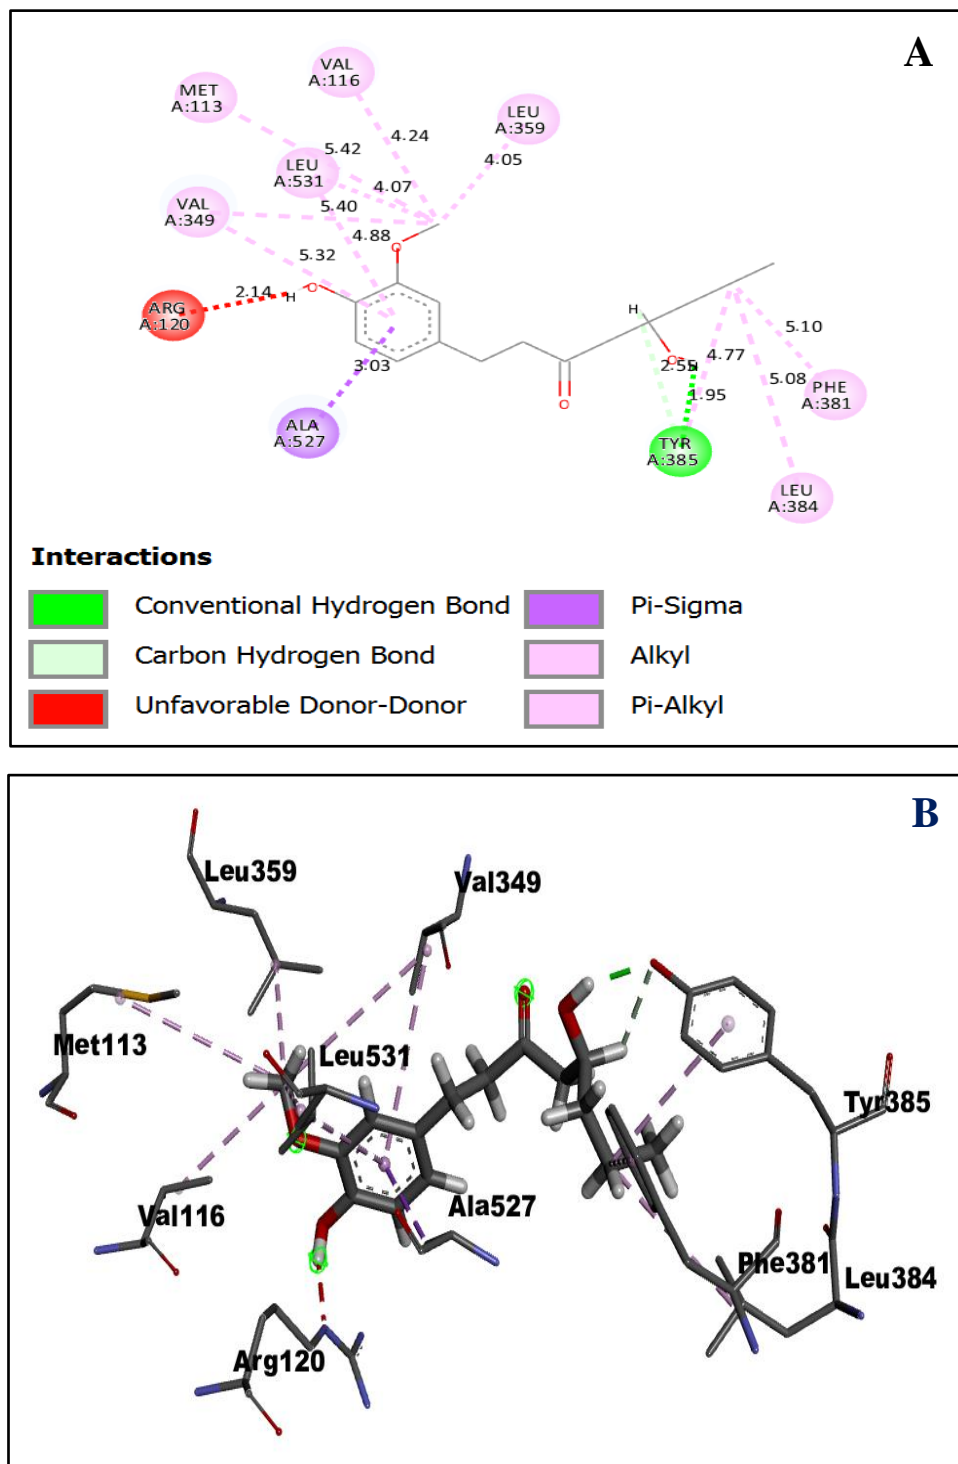 A
VAL
A:116
MET
A:113
LEU
A:359
4.24
5.42
LEU
A:531
4.05
4.07
VAL
A:349
5.40
4.88
5.32
O
2.14
H
O
ARG
A:120
H
O
5.10
3.03
2.55
H
4.77
5.08
PHE
A:381
O
1.95
ALA
A:527
TYR
A:385
LEU
A:384
Interactions
Conventional Hydrogen Bond
Pi-Sigma
Carbon Hydrogen Bond
Alkyl
Unfavorable Donor-Donor
Pi-Alkyl
B
Leu359
Val349
Met113
Leu531
Tyr385
Val116
Ala527
Phe381
Leu384
Arg120